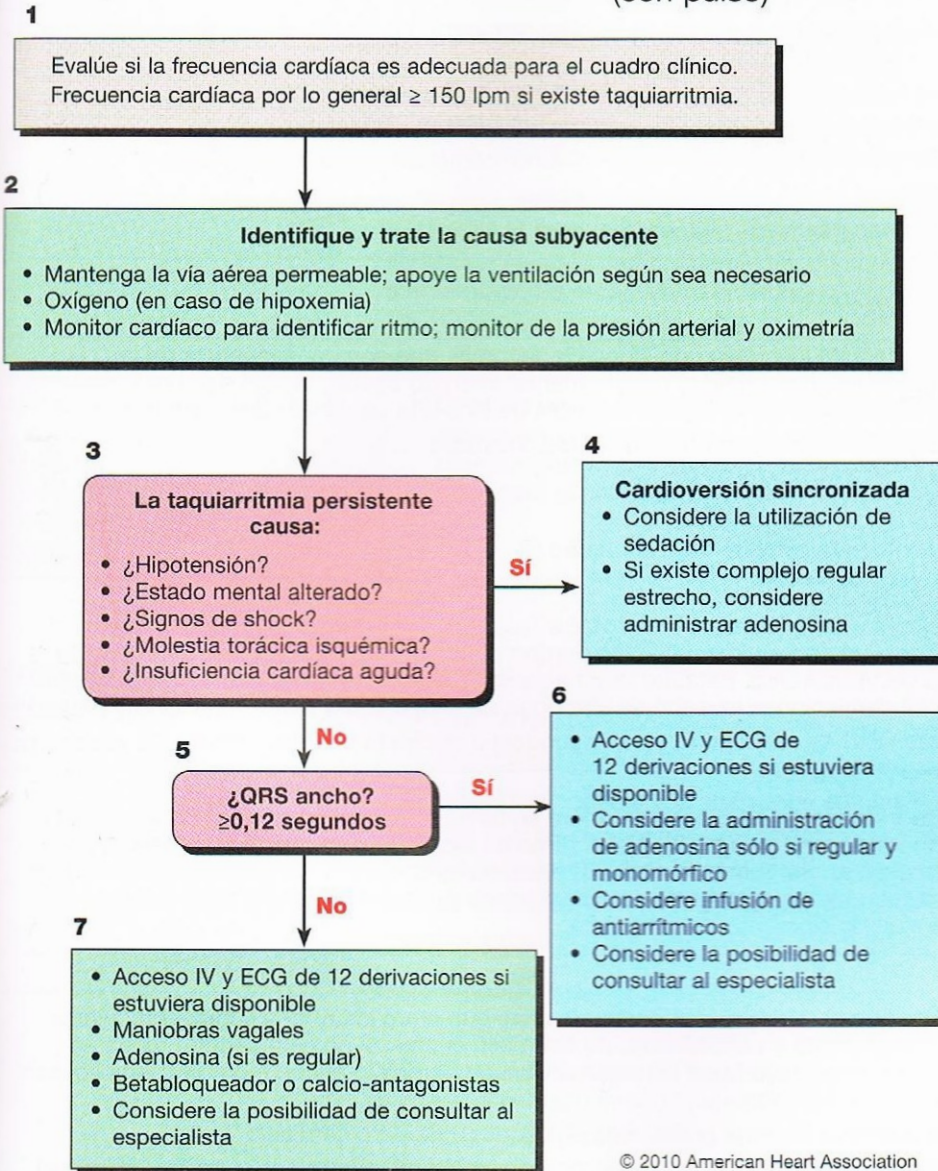 (con pulso)
1
Evalúe si la frecuencia cardíaca es adecuada para el cuadro clínico.
Frecuencia cardíaca por lo general ≥ 150 lpm si existe taquiarritmia.
2
Identifique y trate la causa subyacente
• Mantenga la vía aérea permeable; apoye la ventilación según sea necesario
• Oxígeno (en caso de hipoxemia)
• Monitor cardíaco para identificar ritmo; monitor de la presión arterial y oximetría
3
La taquiarritmia persistente
causa:
• ¿Hipotensión?
• ¿Estado mental alterado?
• ¿Signos de shock?
• ¿Molestia torácica isquémica?
• ¿Insuficiencia cardíaca aguda?
Sí
4
Cardioversión sincronizada
• Considere la utilización de
sedación
• Si existe complejo regular
estrecho, considere
administrar adenosina
No
5
¿QRS ancho?
≥0,12 segundos
Sí
6
• Acceso IV y ECG de
12 derivaciones si estuviera
disponible
• Considere la administración
de adenosina sólo si regular y
monomórfico
• Considere infusión de
antiarrítmicos
• Considere la posibilidad de
consultar al especialista
No
7
• Acceso IV y ECG de 12 derivaciones si
estuviera disponible
• Maniobras vagales
• Adenosina (si es regular)
• Betabloqueador o calcio-antagonistas
• Considere la posibilidad de consultar al
especialista
© 2010 American Heart Association